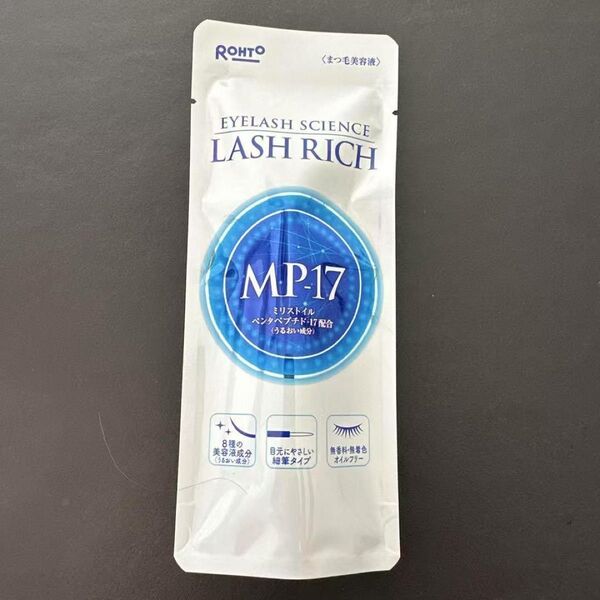 ROHTO
〈まつ毛美容液〉
EYELASH SCIENCE
LASH RICH
MP-17
ミリストイル
ペンタペプチド-17配合
(うるおい成分)
8種の
美容液成分
(うるおい成分)
目元にやさしい
細筆タイプ
無香料・無着色
オイルフリー